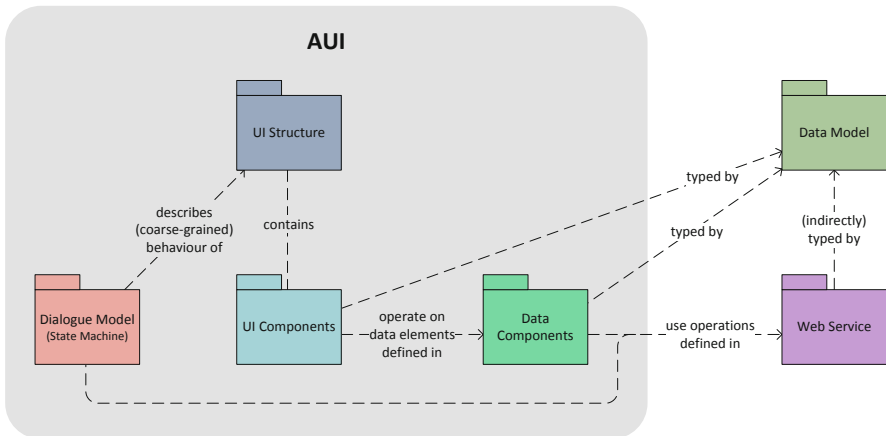 AUI
UI Structure
Data Model
typed by
describes
(coarse-grained)
behaviour of
contains
typed by
(indirectly)
typed by
Dialogue Model
(State Machine)
UI Components
operate on
data elements
defined in
Data
Components
use operations
defined in
Web Service